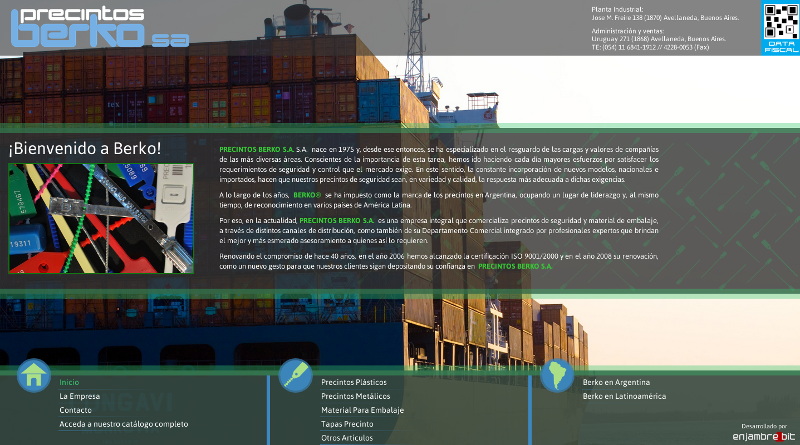 precintos
berko sa
Planta Industrial:
Jose M. Freire 138 (1870) Avellaneda, Buenos Aires.
Administración y ventas:
Uruguay 271 (1868) Avellaneda, Buenos Aires.
TE: (054) 11 6841-1912 // 4228-0053 (Fax)
DATA
FISCAL
¡Bienvenido a Berko!
19311
PRECINTOS BERKO S.A. S.A. nace en 1975 y, desde ese entonces, se ha especializado en el resguardo de las cargas y valores de compañías
de las más diversas áreas. Conscientes de la importancia de esta tarea, hemos ido haciendo cada día mayores esfuerzos por satisfacer los
requerimientos de seguridad y control que el mercado exige. En este sentido, la constante incorporación de nuevos modelos, nacionales e
importados, hacen que nuestros precintos de seguridad sean, en variedad y calidad, la respuesta más adecuada a dichas exigencias.
A lo largo de los años, BERKO® se ha impuesto como la marca de los precintos en Argentina, ocupando un lugar de liderazgo y, al mismo
tiempo, de reconocimiento en varios países de América Latina.
Por eso, en la actualidad, PRECINTOS BERKO S.A. es una empresa integral que comercializa precintos de seguridad y material de embalaje,
a través de distintos canales de distribución, como también de su Departamento Comercial integrado por profesionales expertos que brindan
el mejor y más esmerado asesoramiento a quienes así lo requieren.
Renovando el compromiso de hace 40 años, en el año 2006 hemos alcanzado la certificación ISO 9001/2000 y en el año 2008 su renovación,
como un nuevo gesto para que nuestros clientes sigan depositando su confianza en PRECINTOS BERKO S.A.
Inicio
La Empresa
Contacto
Acceda a nuestro catálogo completo
Precintos Plásticos
Precintos Metálicos
Material Para Embalaje
Tapas Precinto
Otros Artículos
Berko en Argentina
Berko en Latinoamérica
Desarrollado por
enjambre bit